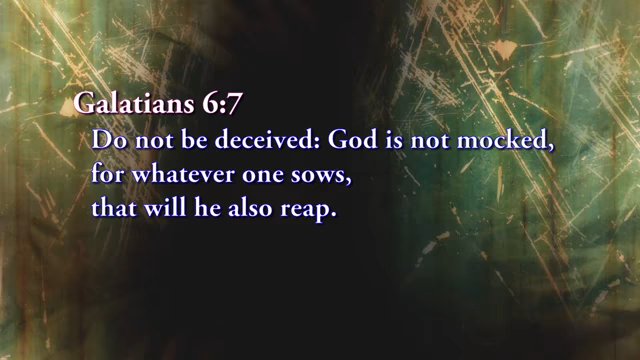 Galatians 6:7
Do not be deceived: God is not mocked,
for whatever one sows,
that will he also reap.